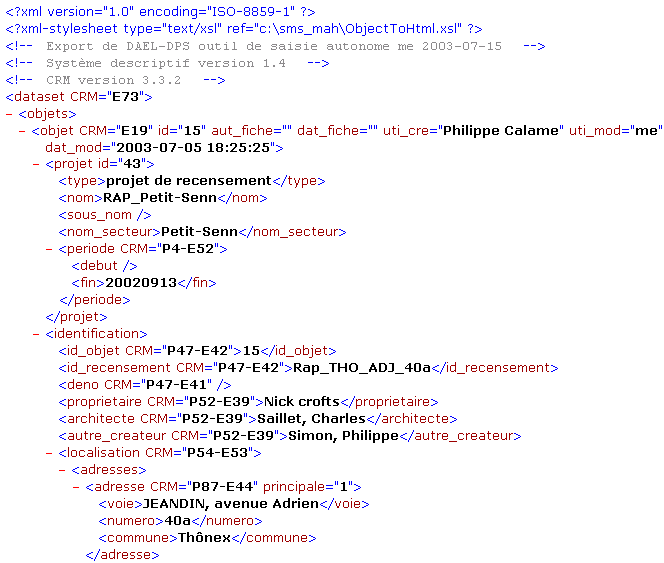 <?xml version="1.0" encoding="ISO-8859-1" ?>
<?xml-stylesheet type="text/xsl" ref="c:\sms_mah\ObjectToHtml.xsl" ?>
<!-- Export de DAEL-DPS outil de saisie autonome me 2003-07-15 -->
<!-- Système descriptif version 1.4 -->
<!-- CRM version 3.3.2 -->
<dataset CRM="E73">
- <objets>
- <objet CRM="E19" id="15" aut_fiche="" dat_fiche="" uti_cre="Philippe Calame" uti_mod="me"
dat_mod="2003-07-05 18:25:25">
- <projet id="43">
<type>projet de recensement</type>
<nom>RAP_Petit-Senn</nom>
<sous_nom />
<nom_secteur>Petit-Senn</nom_secteur>
- <periode CRM="P4-E52">
<debut />
<fin>20020913</fin>
</periode>
</projet>
- <identification>
<id_objet CRM="P47-E42">15</id_objet>
<id_recensement CRM="P47-E42">Rap_THO_ADJ_40a</id_recensement>
<deno CRM="P47-E41" />
<proprietaire CRM="P52-E39">Nick crofts</proprietaire>
<architecte CRM="P52-E39">Saillet, Charles</architecte>
<autre_createur CRM="P52-E39">Simon, Philippe</autre_createur>
- <localisation CRM="P54-E53">
- <adresses>
- <adresse CRM="P87-E44" principale="1">
<voie>JEANDIN, avenue Adrien</voie>
<numero>40a</numero>
<commune>Thônex</commune>
</adresse>